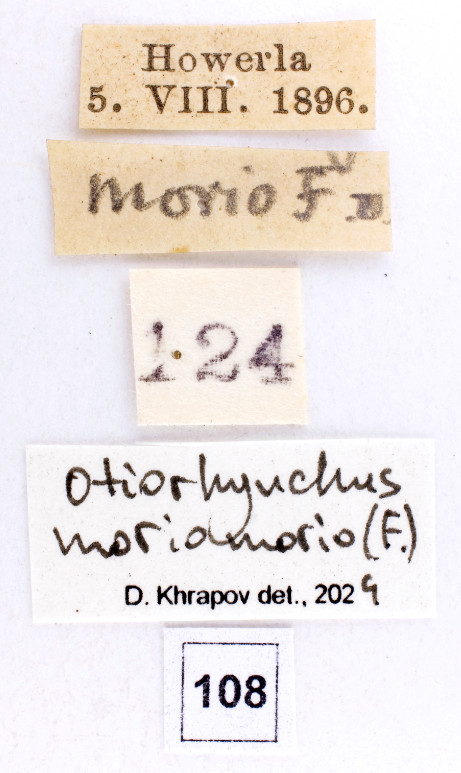 Howerla
5. VIII. 1896.
morio F
124
Otiorhynchus
morio morio (F.)
D. Khrapov det., 2024
108